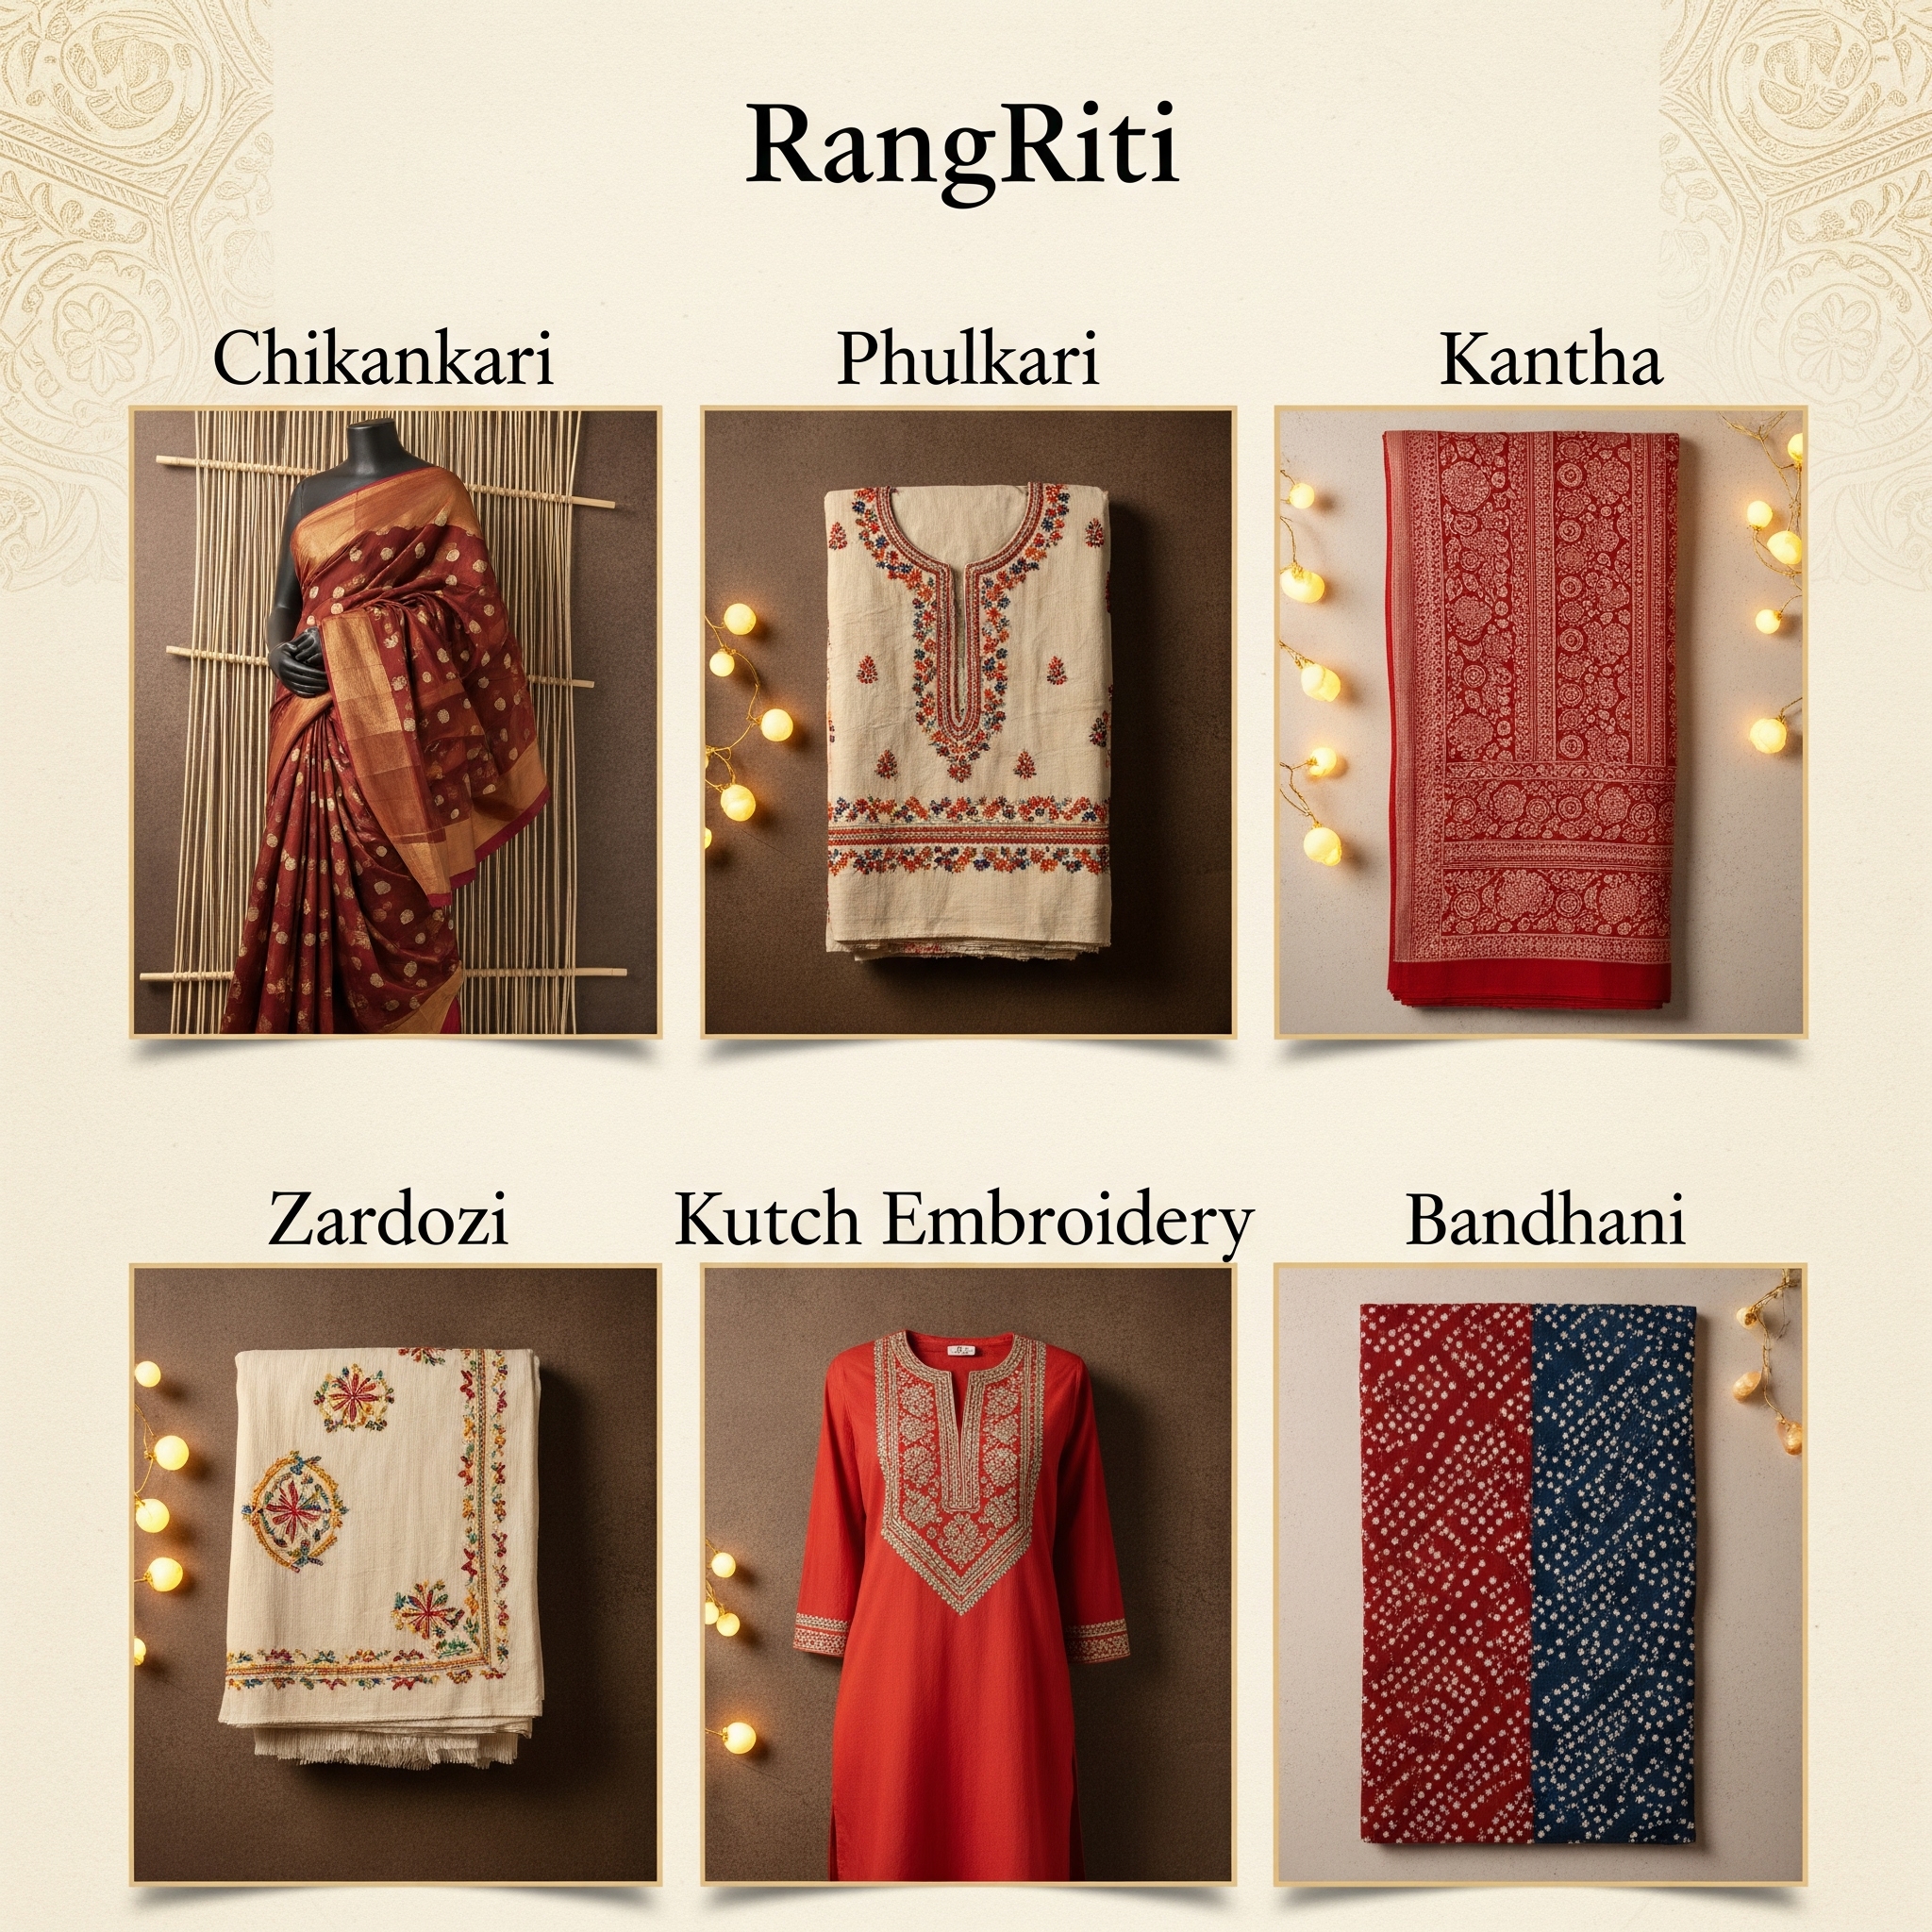 RangRiti
Chikankari
Phulkari
Kantha
Zardozi
Kutch Embroidery
Bandhani